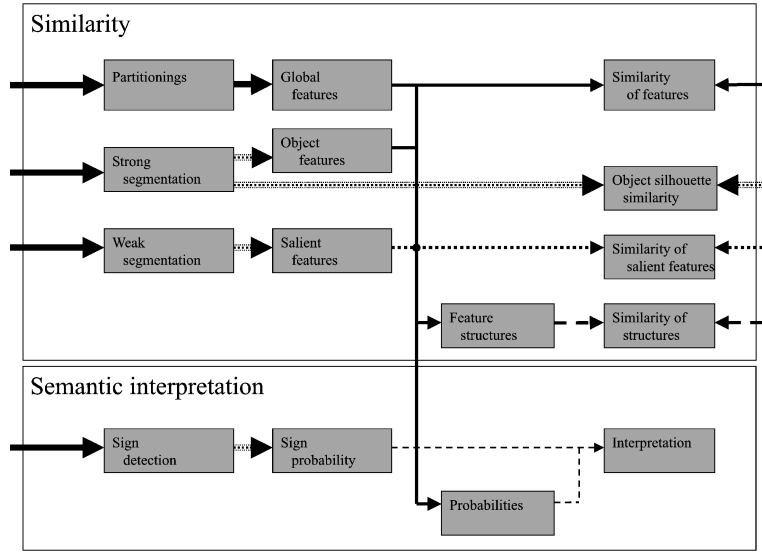 Similarity
Partitionings
Global
features
Similarity
of features
Object
features
Strong
segmentation
Object silhouette
similarity
Weak
segmentation
Salient
features
Similarity of
salient features
Feature
structures
Similarity of
structures
Semantic interpretation
Sign
detection
Sign
probability
Interpretation
Probabilities